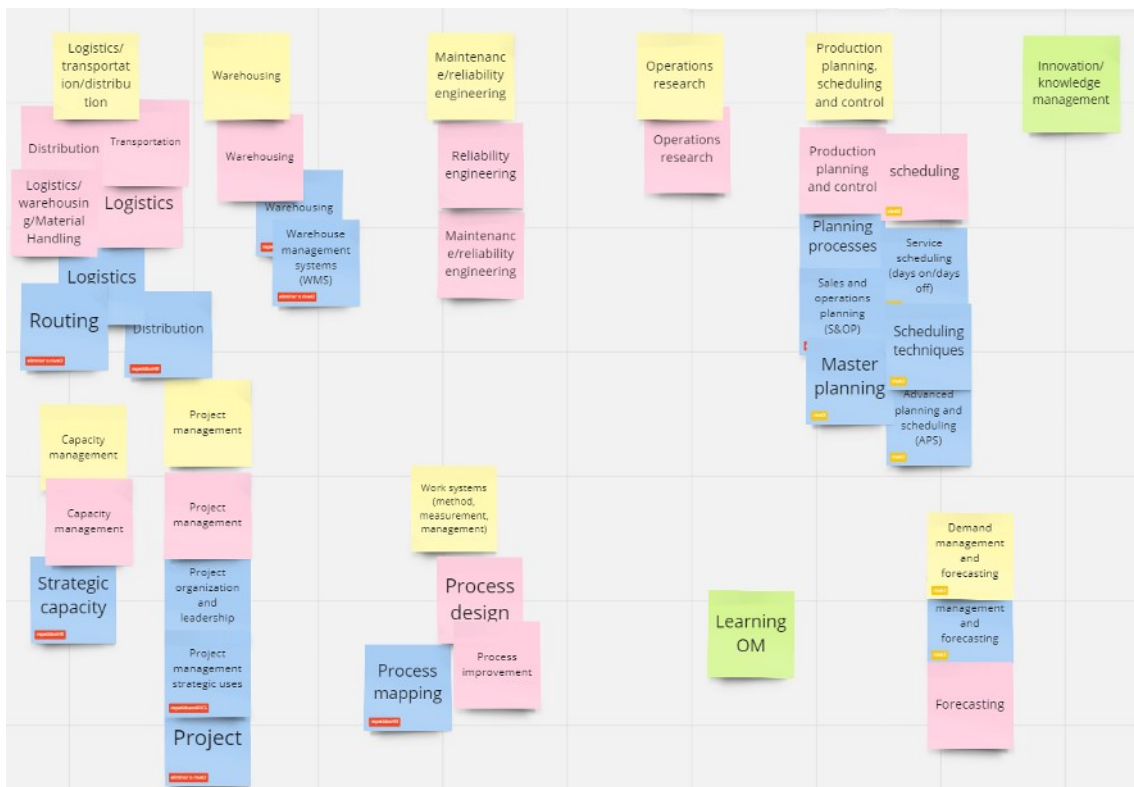 Logistics/
transportat
ion/distribu
tion
Distribution
Transportation
Logistics/
warehousin
g/Material
Handling
Logistics
Logistics
Routing
Distribution
Warehousing
Warehousing
Warehousing
Warehouse
management
systems
(WMS)
Maintenanc
e/reliability
engineering
Reliability
engineering
Maintenanc
e/reliability
engineering
Operations
research
Operations
research
Production
planning,
scheduling
and control
Production
planning
and control
scheduling
Planning
processes
Service
scheduling
(days on/days
off)
Sales and
operations
planning
(S&OP)
Scheduling
techniques
Master
planning
Advanced
planning and
scheduling
(APS)
Innovation/
knowledge
management
Capacity
management
Capacity
management
Strategic
capacity
Project
management
Project
management
Project
organization
and
leadership
Project
management
strategic uses
Project
Work systems
(method,
measurement,
management)
Process
design
Process
improvement
Process
mapping
Learning
OM
Demand
management
and
forecasting
management
and
forecasting
Forecasting